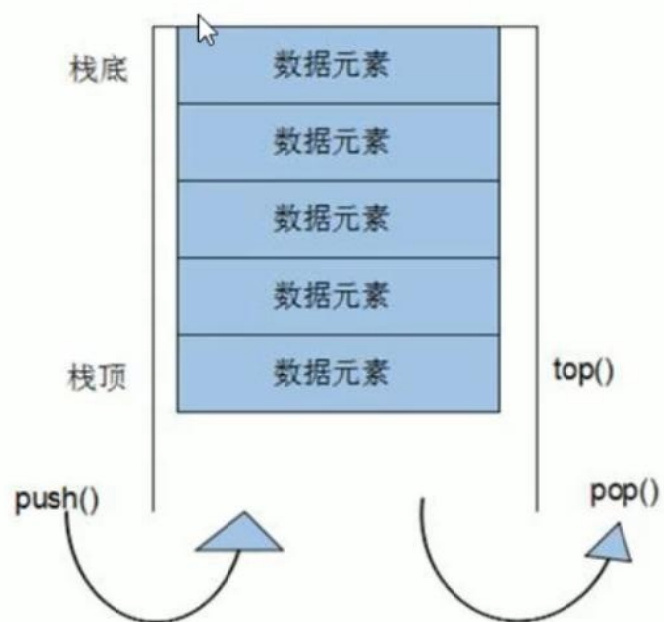 栈底
数据元素
数据元素
数据元素
数据元素
栈顶
数据元素
top()
push()
pop()